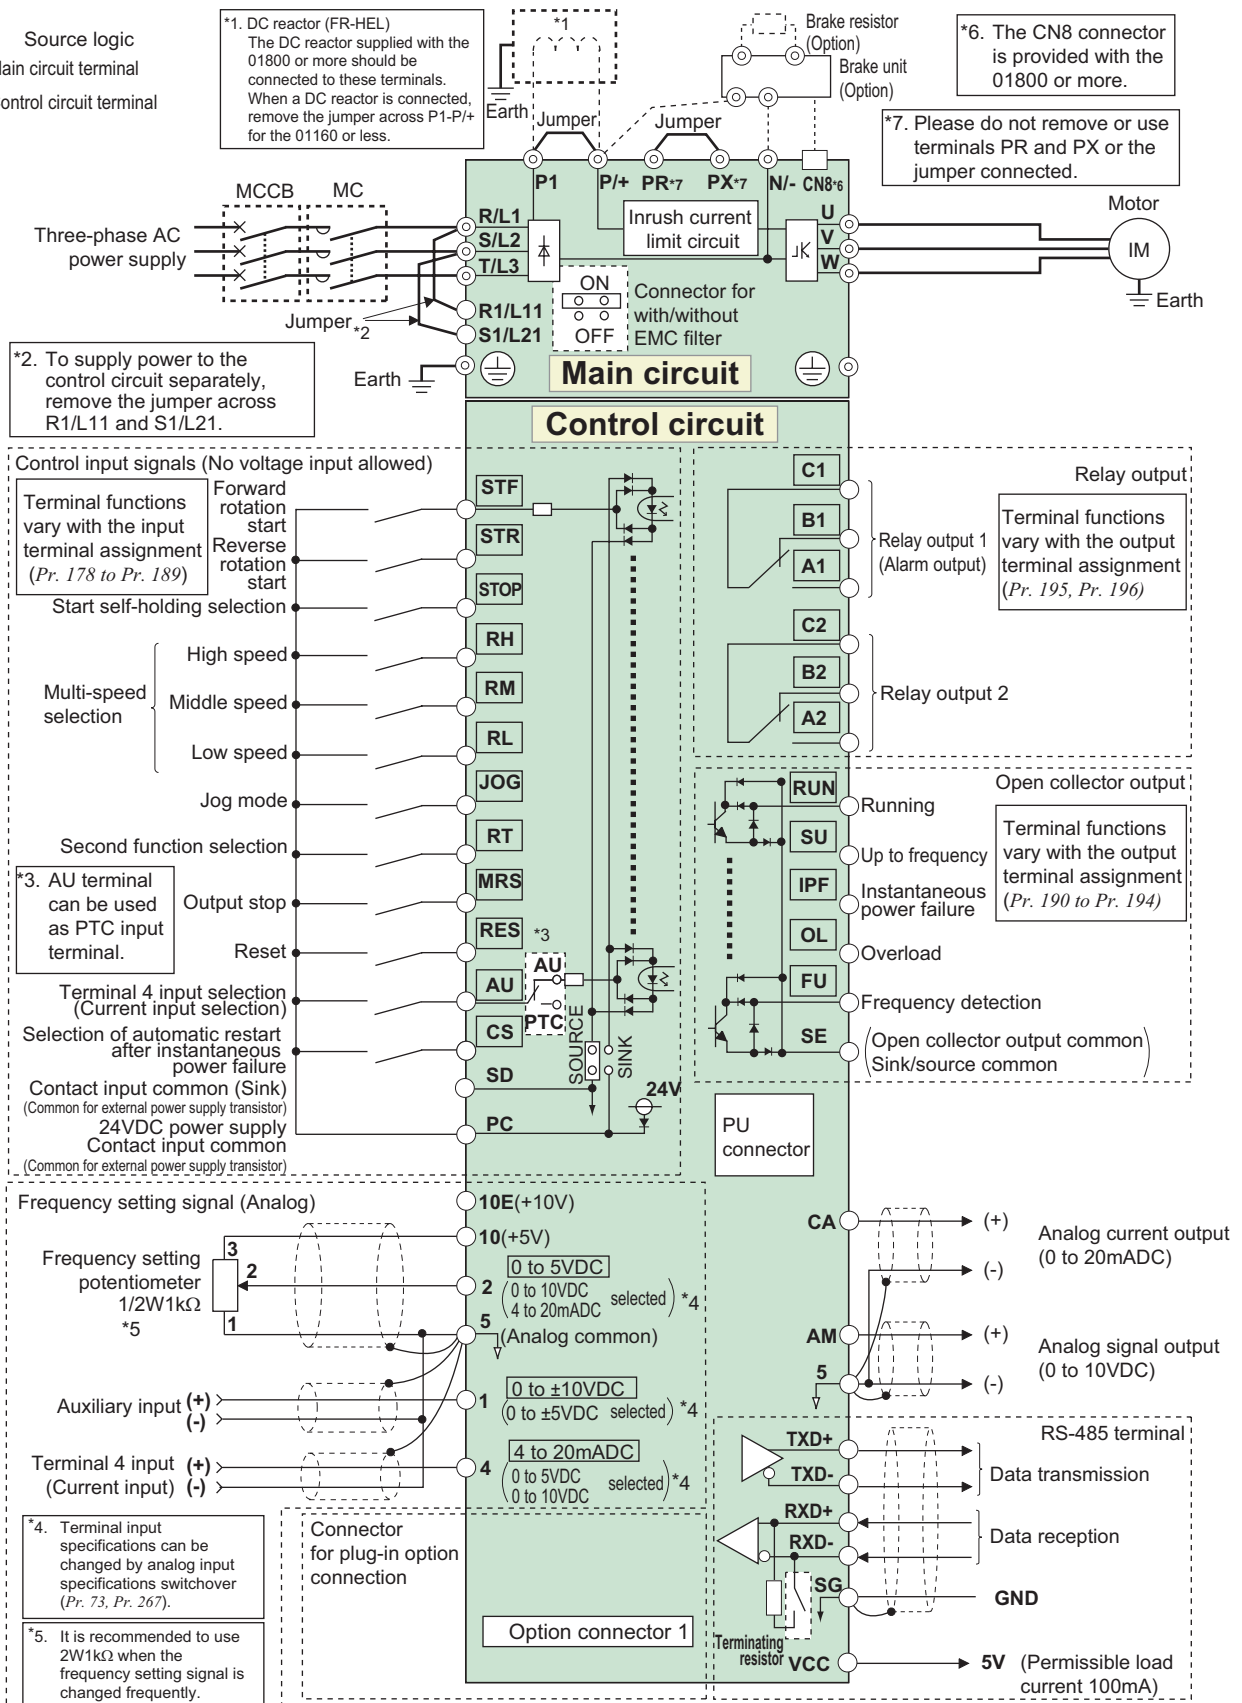 Source logic
ain circuit terminal
ontrol circuit terminal
*1. DC reactor (FR-HEL)
The DC reactor supplied with the
01800 or more should be
connected to these terminals.
When a DC reactor is connected,
remove the jumper across P1-P/+
for the 01160 or less.
*1
Earth
Brake resistor
(Option)
Brake unit
(Option)
*6. The CN8 connector
is provided with the
01800 or more.
*7. Please do not remove or use
terminals PR and PX or the
jumper connected.
Jumper
Jumper
P1
P/+
PR*7
PX*7
N/-
CN8*6
MCCB
MC
Three-phase AC
power supply
R/L1
S/L2
T/L3
R1/L11
S1/L21
Jumper
*2
Inrush current
limit circuit
ON
OFF
Connector for
with/without
EMC filter
U
V
W
Motor
IM
Earth
*2. To supply power to the
control circuit separately,
remove the jumper across
R1/L11 and S1/L21.
Earth
Main circuit
Control circuit
Control input signals (No voltage input allowed)
Terminal functions
vary with the input
terminal assignment
(Pr. 178 to Pr. 189)
Forward
rotation
start
STF
Reverse
rotation
start
STR
Start self-holding selection
STOP
Multi-speed
selection
High speed
RH
Middle speed
RM
Low speed
RL
Jog mode
JOG
Second function selection
RT
*3. AU terminal
can be used
as PTC input
terminal.
Output stop
MRS
Reset
RES
*3
Terminal 4 input selection
(Current input selection)
AU
AU
PTC
Selection of automatic restart
after instantaneous
power failure
CS
SOURCE
SINK
Contact input common (Sink)
(Common for external power supply transistor)
SD
24V
24VDC power supply
Contact input common
(Common for external power supply transistor)
PC
Relay output
C1
B1
A1
Relay output 1
(Alarm output)
Terminal functions
vary with the output
terminal assignment
(Pr. 195, Pr. 196)
C2
B2
A2
Relay output 2
Open collector output
RUN
Running
SU
Up to frequency
IPF
Instantaneous
power failure
OL
Overload
FU
Frequency detection
SE
Open collector output common
Sink/source common
Terminal functions
vary with the output
terminal assignment
(Pr. 190 to Pr. 194)
PU
connector
Frequency setting signal (Analog)
10E(+10V)
10(+5V)
Frequency setting
potentiometer
1/2W1kΩ
*5
3
2
1
2
0 to 5VDC
(0 to 10VDC
4 to 20mADC selected) *4
5
(Analog common)
Auxiliary input (+)
(-)
1
0 to ±10VDC
(0 to ±5VDC selected) *4
Terminal 4 input (+)
(Current input) (-)
4
4 to 20mADC
(0 to 5VDC
0 to 10VDC selected) *4
CA
(+)
(-)
Analog current output
(0 to 20mADC)
AM
(+)
5
(-)
Analog signal output
(0 to 10VDC)
RS-485 terminal
TXD+
TXD-
Data transmission
RXD+
RXD-
Data reception
SG
GND
Terminating
resistor
VCC
5V (Permissible load
current 100mA)
*4. Terminal input
specifications can be
changed by analog input
specifications switchover
(Pr. 73, Pr. 267).
*5. It is recommended to use
2W1kΩ when the
frequency setting signal is
changed frequently.
Connector
for plug-in option
connection
Option connector 1